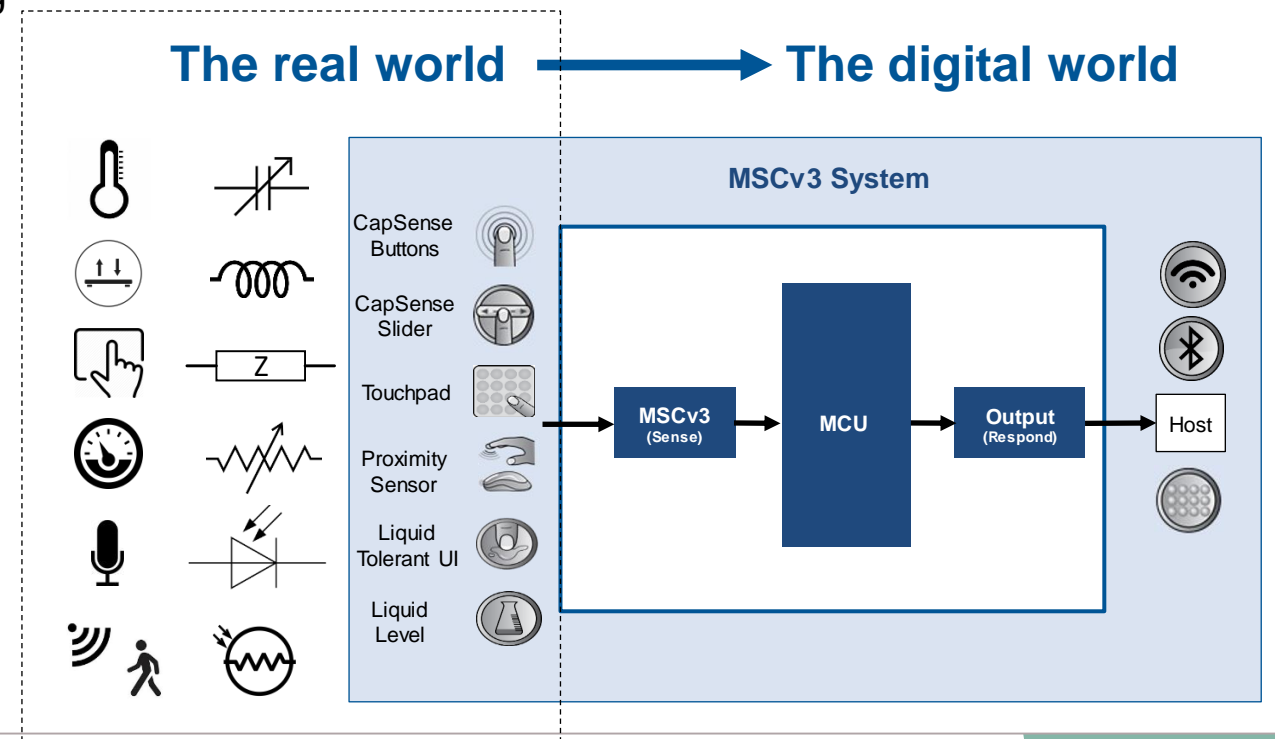 The real world
The digital world
MSCv3 System
CapSense
Buttons
CapSense
Slider
Touchpad
Proximity
Sensor
Liquid
Tolerant UI
Liquid
Level
Z
MSCv3
(Sense)
MCU
Output
(Respond)
Host